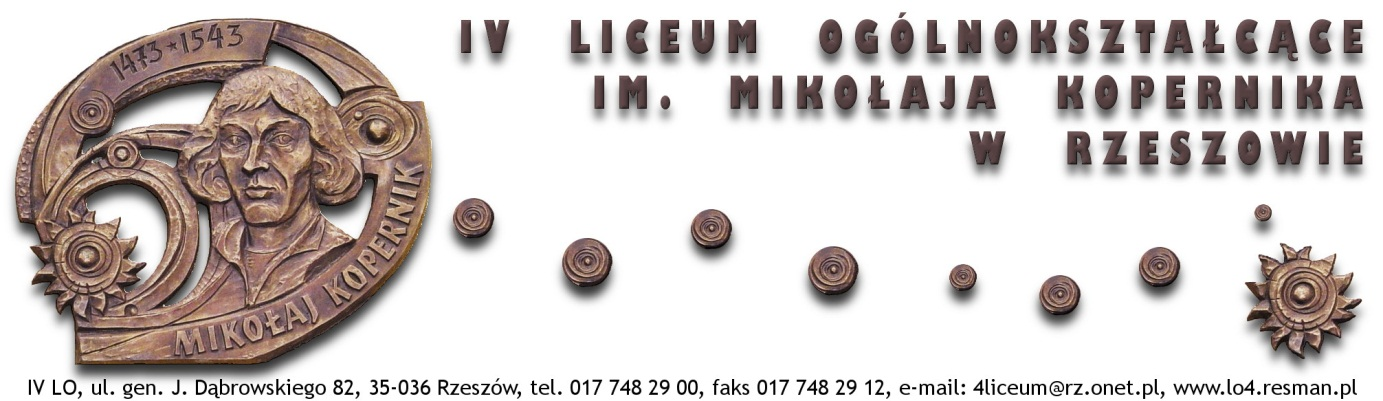 1473★1543
MIKOŁAJ KOPERNIK
IV LICEUM OGÓLNOKSZTAŁCĄCE
IM. MIKOŁAJA KOPERNIKA
W RZESZOWIE
IV LO, ul. gen. J. Dąbrowskiego 82, 35-036 Rzeszów, tel. 017 748 29 00, faks 017 748 29 12, e-mail: 4liceum@rz.onet.pl, www.lo4.resman.pl